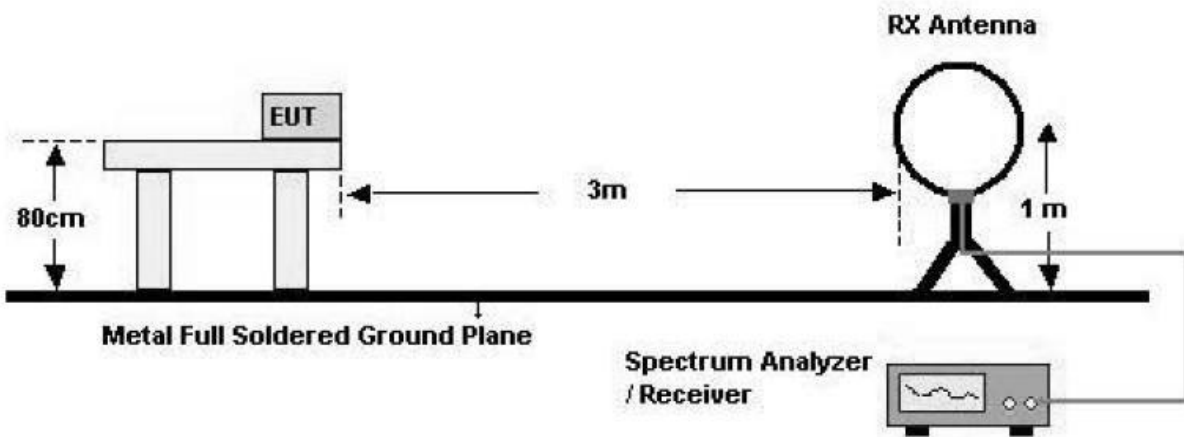 RX Antenna
EUT
3m
80cm
1 m
Metal Full Soldered Ground Plane
Spectrum Analyzer
/ Receiver